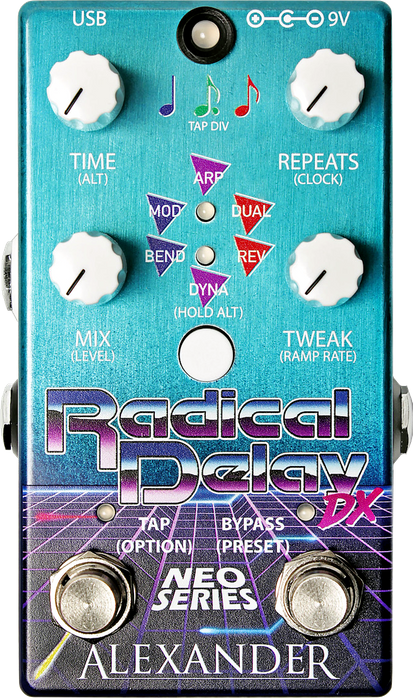 USB
9V
TAP DIV
TIME
(ALT)
REPEATS
(CLOCK)
ARP
MOD
DUAL
BEND
REV
DYNA
(HOLD ALT)
MIX
(LEVEL)
TWEAK
(RAMP RATE)
Radical
Delay
DX
TAP
(OPTION)
BYPASS
(PRESET)
NEO
SERIES
ALEXANDER